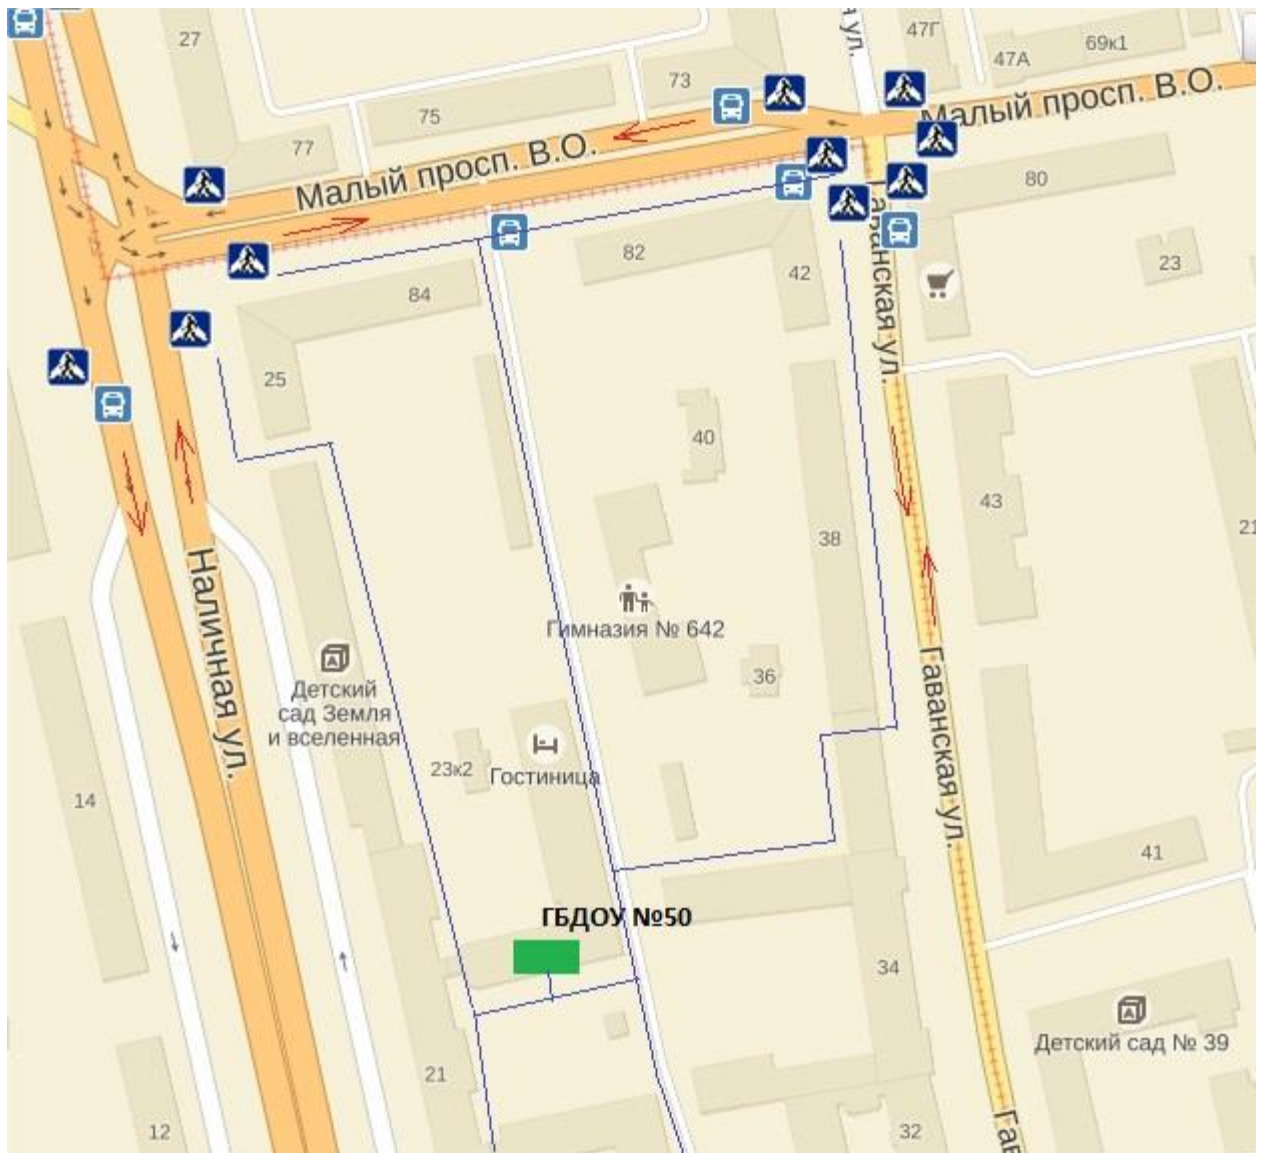 27
47Г
69к1
47А
а ул.
73
75
77
Малый просп. В.О.
Малый просп. В.О.
80
82
42
23
84
25
Гаванская ул.
40
38
43
21
Гимназия № 642
36
Наличная ул.
Гаванская ул.
Детский
сад Земля
и вселенная
23к2
Гостиница
14
41
ГБДОУ №50
34
Детский сад № 39
21
12
32
Гав